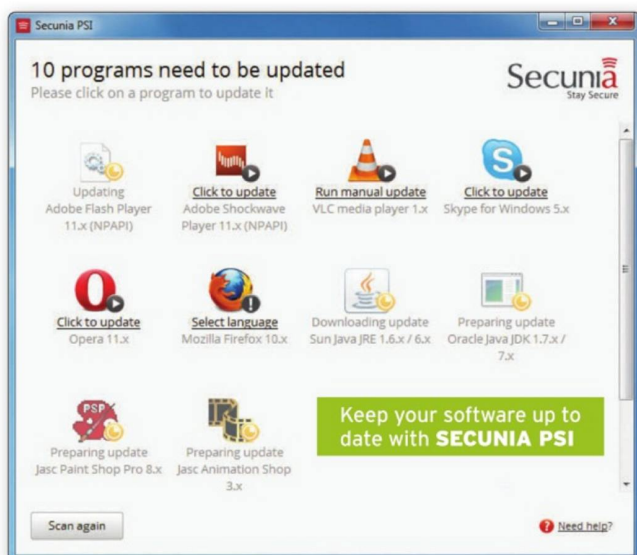 Secunia PSI
10 programs need to be updated
Please click on a program to update it
Secunia
Stay Secure
Updating
Adobe Flash Player
11.x (NPAPI)
Click to update
Adobe Shockwave
Player 11.x (NPAPI)
Run manual update
VLC media player 1.x
Click to update
Skype for Windows 5.x
Click to update
Opera 11.x
Select language
Mozilla Firefox 10.x
Downloading update
Sun Java JRE 1.6.x / 6.x
Preparing update
Oracle Java JDK 1.7.x /
7.x
PSP
Preparing update
Jasc Paint Shop Pro 8.x
Preparing update
Jasc Animation Shop
3.x
Keep your software up to
date with SECUNIA PSI
Scan again
Need help?